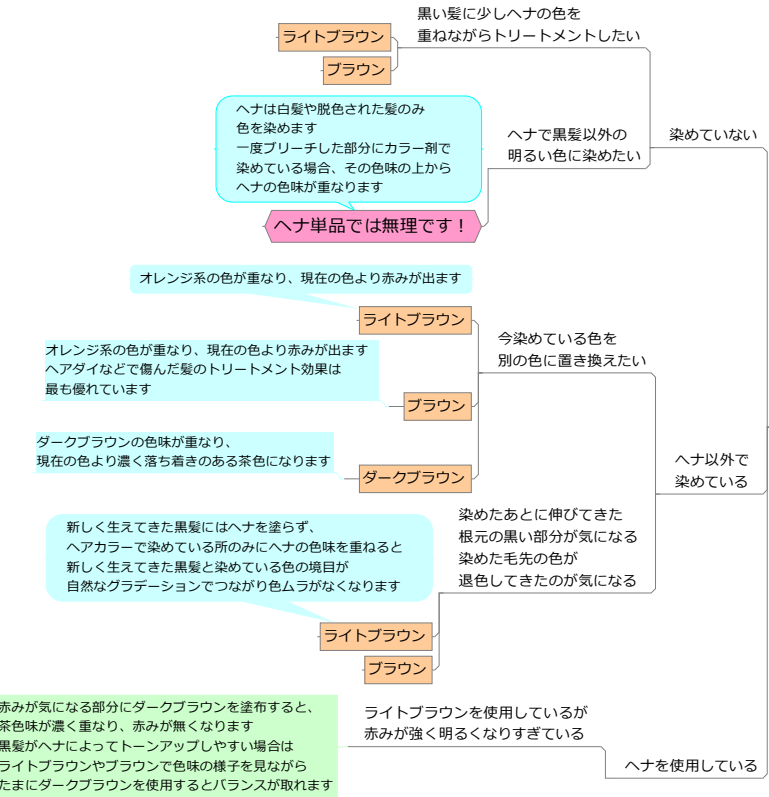 黒い髪に少しヘナの色を
重ねながらトリートメントしたい
ライトブラウン
ブラウン
ヘナは白髪や脱色された髪のみ
色を染めます
一度ブリーチした部分にカラー剤で
染めている場合、その色味の上から
ヘナの色味が重なります
ヘナで黒髪以外の
明るい色に染めたい
染めていない
ヘナ単品では無理です！
オレンジ系の色が重なり、現在の色より赤みが出ます
ライトブラウン
今染めている色を
別の色に置き換えたい
オレンジ系の色が重なり、現在の色より赤みが出ます
ヘアダイなどで傷んだ髪のトリートメント効果は
最も優れています
ブラウン
ダークブラウンの色味が重なり、
現在の色より濃く落ち着きのある茶色になります
ダークブラウン
ヘナ以外で
染めている
染めたあとに伸びてきた
根元の黒い部分が気になる
染めた毛先の色が
退色してきたのが気になる
新しく生えてきた黒髪にはヘナを塗らず、
ヘアカラーで染めている所のみにヘナの色味を重ねると
新しく生えてきた黒髪と染めている色の境目が
自然なグラデーションでつながり色ムラがなくなります
ライトブラウン
ブラウン
赤みが気になる部分にダークブラウンを塗布すると、
茶色味が濃く重なり、赤みが無くなります
黒髪がヘナによってトーンアップしやすい場合は
ライトブラウンやブラウンで色味の様子を見ながら
たまにダークブラウンを使用するとバランスが取れます
ライトブラウンを使用しているが
赤みが強く明るくなりすぎている
ヘナを使用している